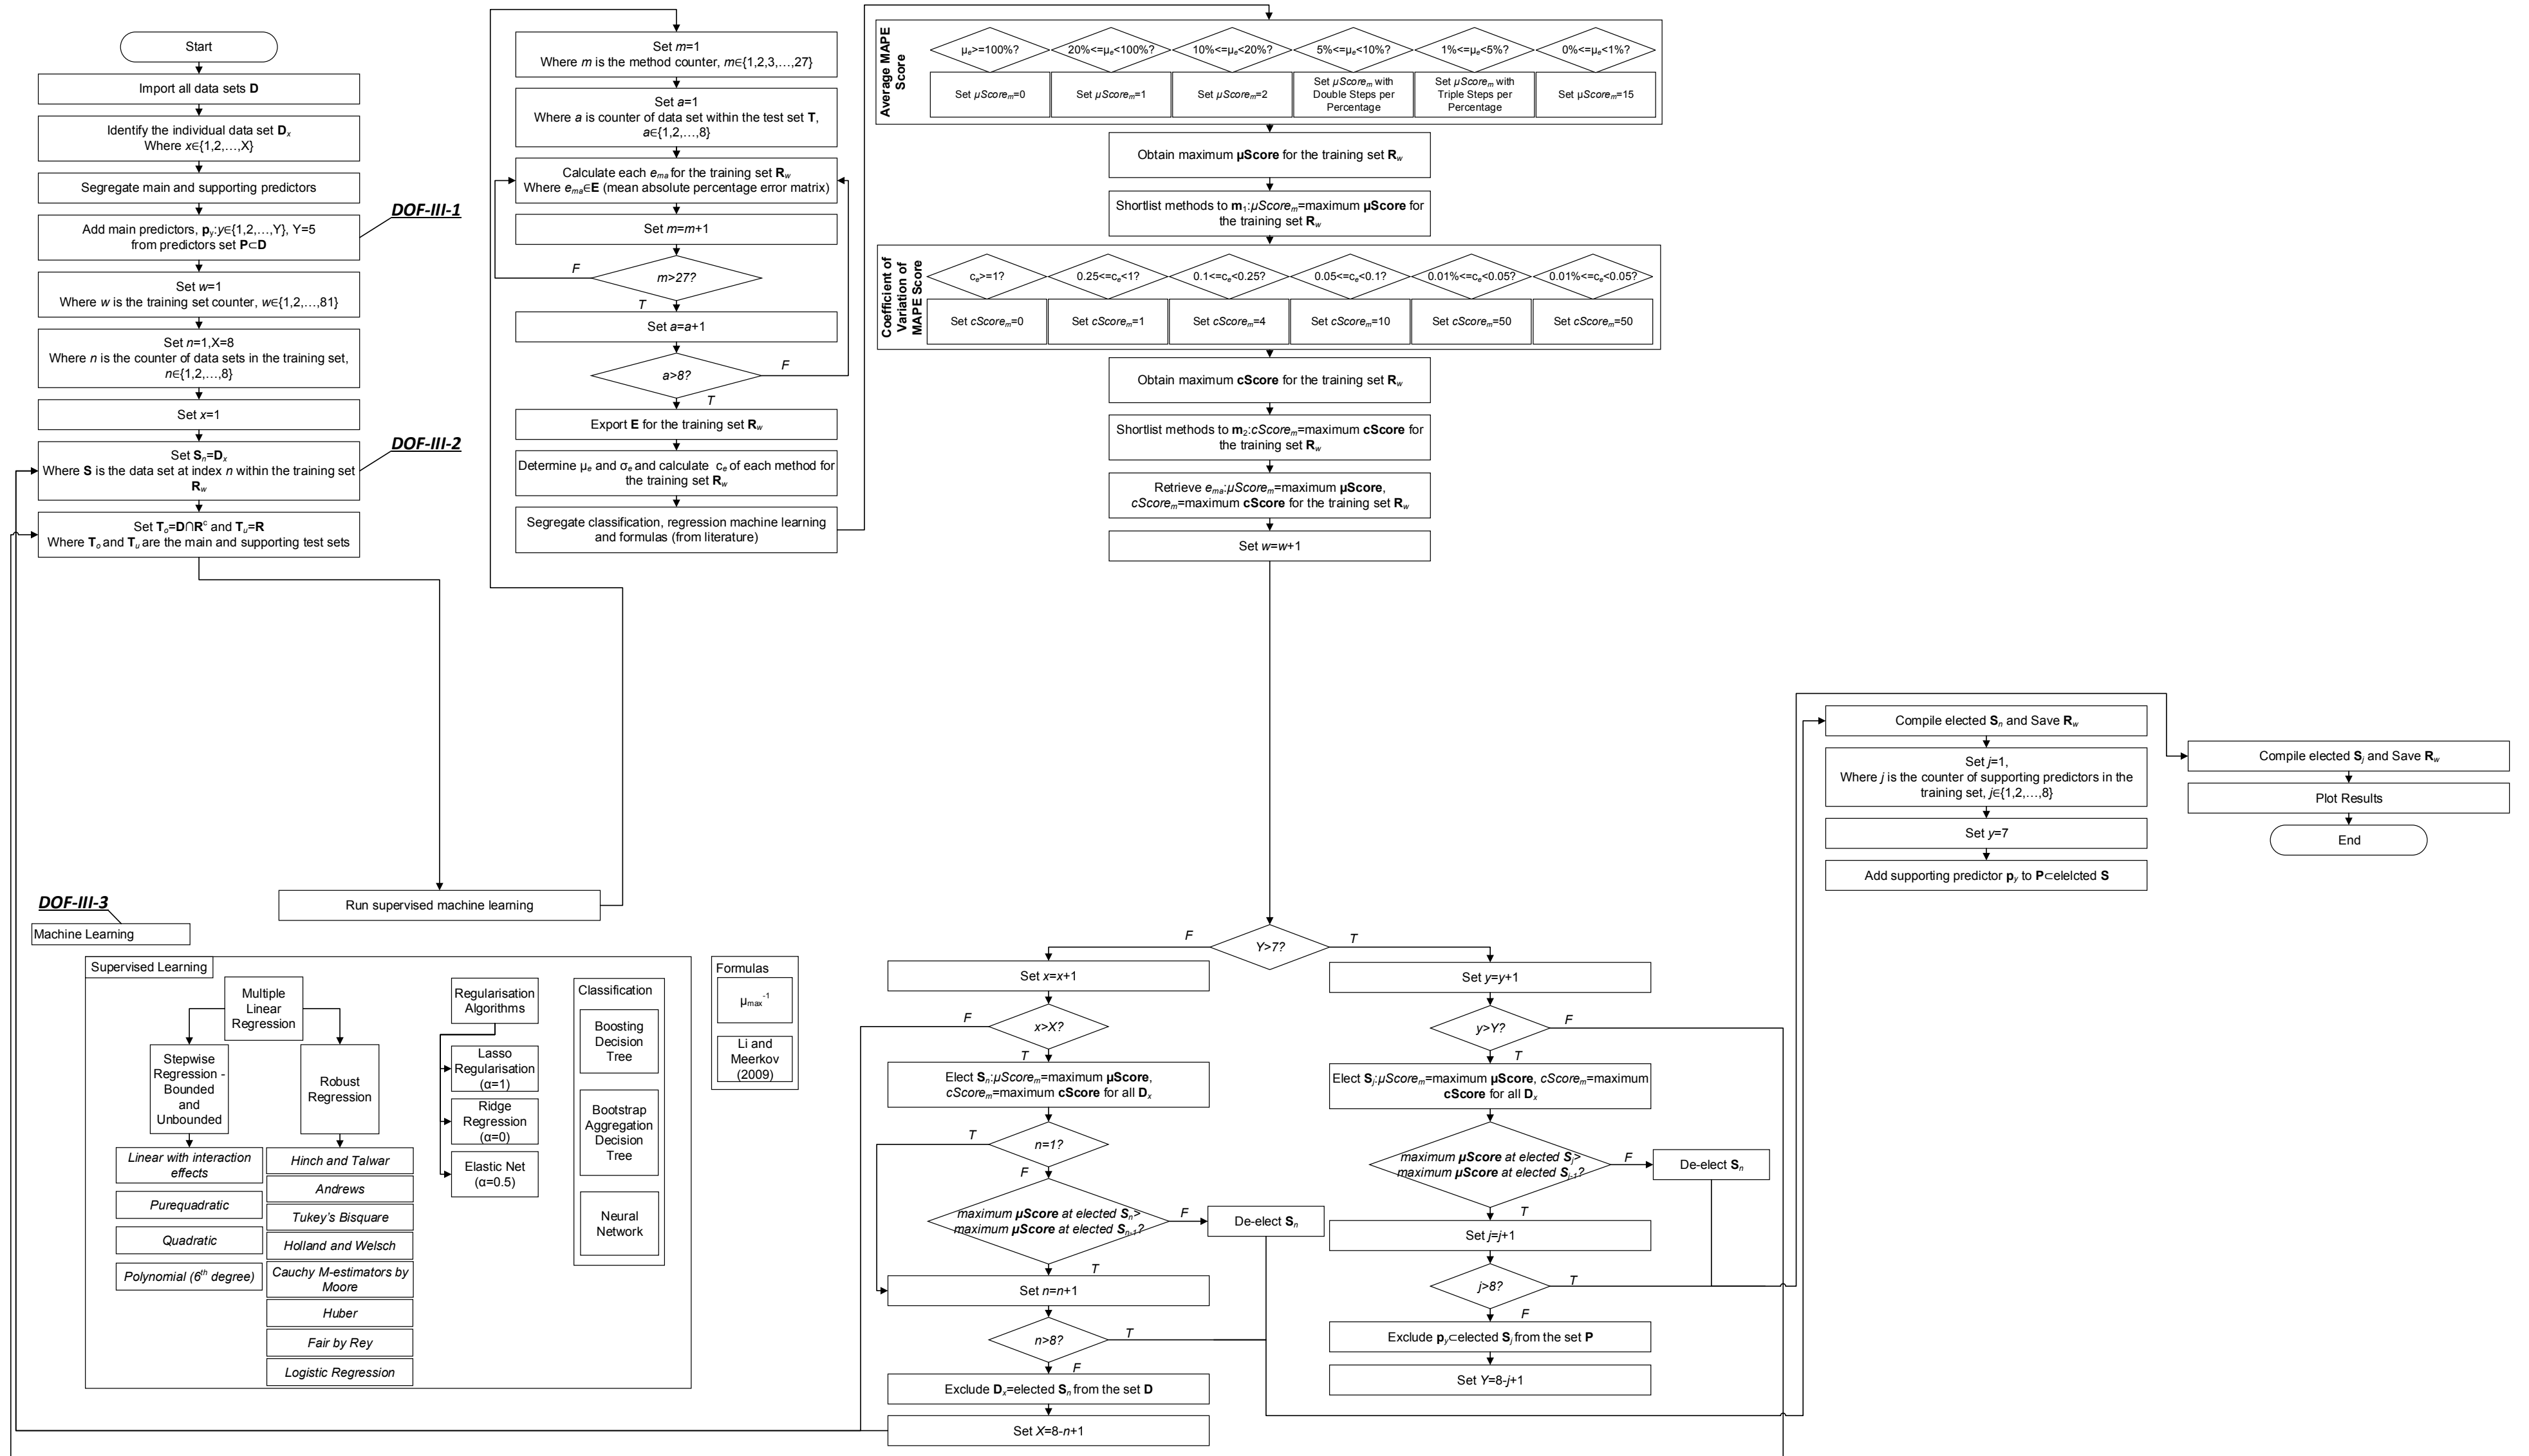 Start
Import all data sets D
Identify the individual data set Dx
Where x∈{1,2,…,X}
Segregate main and supporting predictors
DOF-III-1
Add main predictors, py:y∈{1,2,…,Y}, Y=5
from predictors set P⊂D
Set w=1
Where w is the training set counter, w∈{1,2,…,81}
Set n=1,X=8
Where n is the counter of data sets in the training set,
n∈{1,2,…,8}
Set x=1
DOF-III-2
Set Sn=Dx
Where S is the data set at index n within the training set
Rw
Set To=D∩Rc and Tu=R
Where To and Tu are the main and supporting test sets
Run supervised machine learning
DOF-III-3
Machine Learning
Supervised Learning
Multiple
Linear
Regression
Stepwise
Regression -
Bounded
and
Unbounded
Robust
Regression
Linear with interaction
effects
Purequadratic
Quadratic
Polynomial (6th degree)
Hinch and Talwar
Andrews
Tukey's Bisquare
Holland and Welsch
Cauchy M-estimators by
Moore
Huber
Fair by Rey
Logistic Regression
Regularisation
Algorithms
Lasso
Regularisation
(α=1)
Ridge
Regression
(α=0)
Elastic Net
(α=0.5)
Classification
Boosting
Decision
Tree
Bootstrap
Aggregation
Decision
Tree
Neural
Network
Formulas
μmax-1
Li and
Meerkov
(2009)
Set m=1
Where m is the method counter, m∈{1,2,3,…,27}
Set a=1
Where a is counter of data set within the test set T,
a∈{1,2,…,8}
Calculate each ema for the training set Rw
Where ema∈E (mean absolute percentage error matrix)
Set m=m+1
m>27?
F
T
Set a=a+1
a>8?
F
T
Export E for the training set Rw
Determine μe and σe and calculate ce of each method for
the training set Rw
Segregate classification, regression machine learning
and formulas (from literature)
Average MAPE
Score
μe>=100%?
20%<=μe<100%?
10%<=μe<20%?
5%<=μe<10%?
1%<=μe<5%?
0%<=μe<1%?
Set μScorem=0
Set μScorem=1
Set μScorem=2
Set μScorem with
Double Steps per
Percentage
Set μScorem with
Triple Steps per
Percentage
Set μScorem=15
Obtain maximum μScore for the training set Rw
Shortlist methods to m1:μScorem=maximum μScore for
the training set Rw
Coefficient of
Variation of
MAPE Score
ce>=1?
0.25<=ce<1?
0.1<=ce<0.25?
0.05<=ce<0.1?
0.01%<=ce<0.05?
0.01%<=ce<0.05?
Set cScorem=0
Set cScorem=1
Set cScorem=4
Set cScorem=10
Set cScorem=50
Set cScorem=50
Obtain maximum cScore for the training set Rw
Shortlist methods to m2:cScorem=maximum cScore for
the training set Rw
Retrieve ema:μScorem=maximum μScore,
cScorem=maximum cScore for the training set Rw
Set w=w+1
Y>7?
F
T
Set x=x+1
x>X?
F
T
Elect Sn:μScorem=maximum μScore,
cScorem=maximum cScore for all Dx
n=1?
T
F
maximum μScore at elected Sn>
maximum μScore at elected Sn-1?
F
T
De-elect Sn
Set n=n+1
n>8?
T
F
Exclude Dx=elected Sn from the set D
Set X=8-n+1
Set y=y+1
y>Y?
F
T
Elect Sj:μScorem=maximum μScore, cScorem=maximum
cScore for all Dx
maximum μScore at elected Sj>
maximum μScore at elected Sj-1?
F
T
De-elect Sn
Set j=j+1
j>8?
T
F
Exclude py⊂elected Sj from the set P
Set Y=8-j+1
Compile elected Sn and Save Rw
Set j=1,
Where j is the counter of supporting predictors in the
training set, j∈{1,2,…,8}
Set y=7
Add supporting predictor py to P⊂elelcted S
Compile elected Sj and Save Rw
Plot Results
End